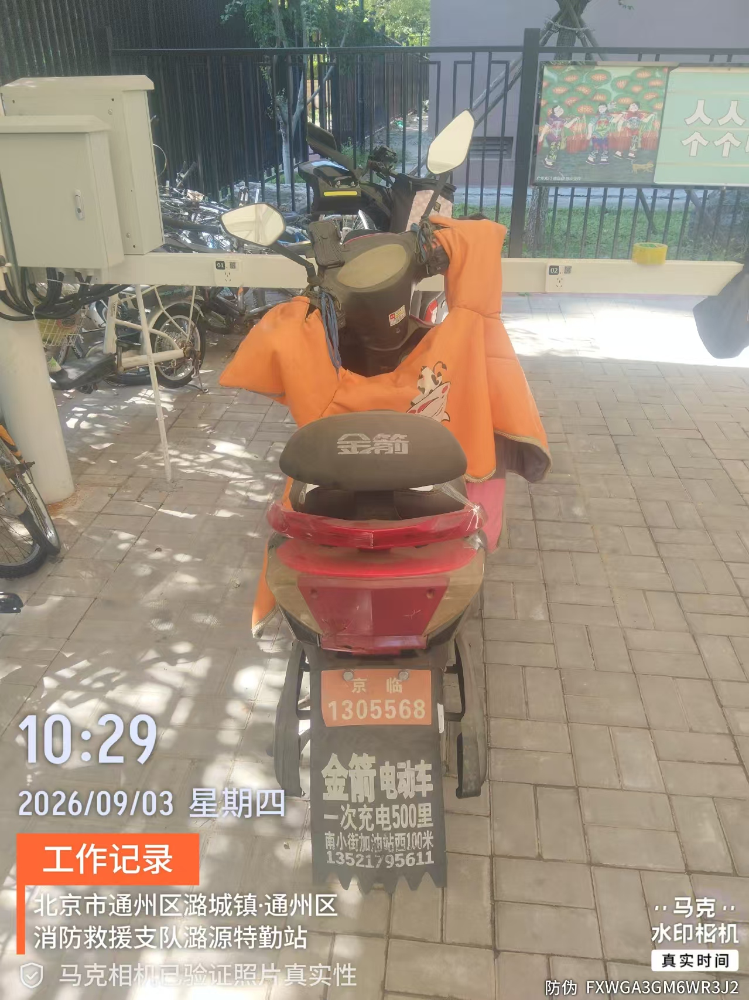 人人
个个
01
02
金箭
京 临
1305568
金箭电动车
一次充电500里
南小街加油站西100米
13521795611
10:29
2026/09/03 星期四
工作记录
北京市通州区潞城镇·通州区
消防救援支队潞源特勤站
马克相机已验证照片真实性
马克
水印相机
真实时间
防伪 FXWGA3GM6WR3J2